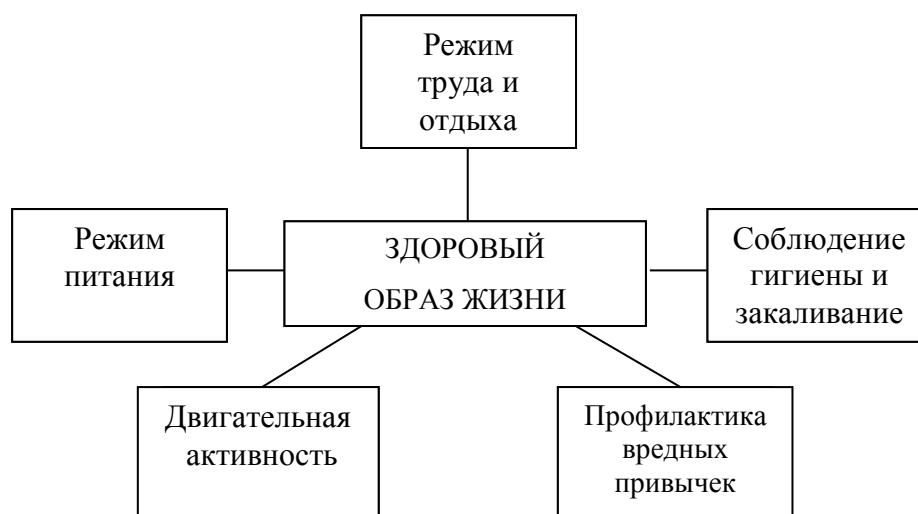 Режим
труда и
отдыха
Режим
питания
ЗДОРОВЫЙ
ОБРАЗ ЖИЗНИ
Соблюдение
гигиены и
закаливание
Двигательная
активность
Профилактика
вредных
привычек